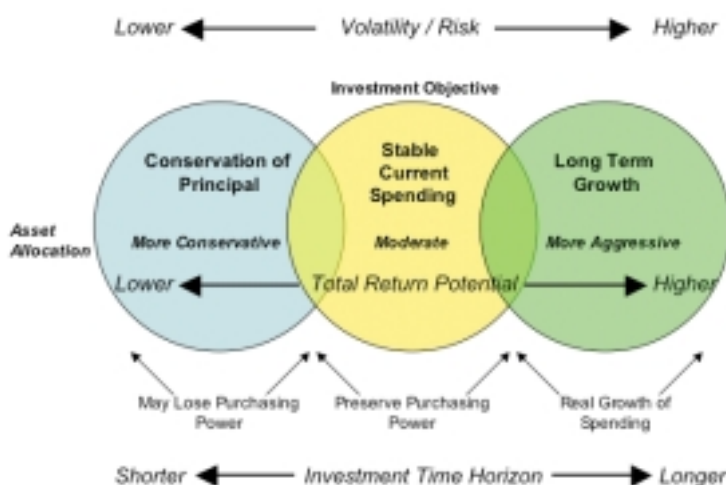 Lower Volatility / Risk Higher
Investment Objective
Conservation of
Principal
Stable
Current
Spending
Long Term
Growth
Asset
Allocation
More Conservative Moderate More Aggressive
Lower Total Return Potential Higher
May Lose Purchasing
Power
Preserve Purchasing
Power
Real Growth of
Spending
Shorter Investment Time Horizon Longer